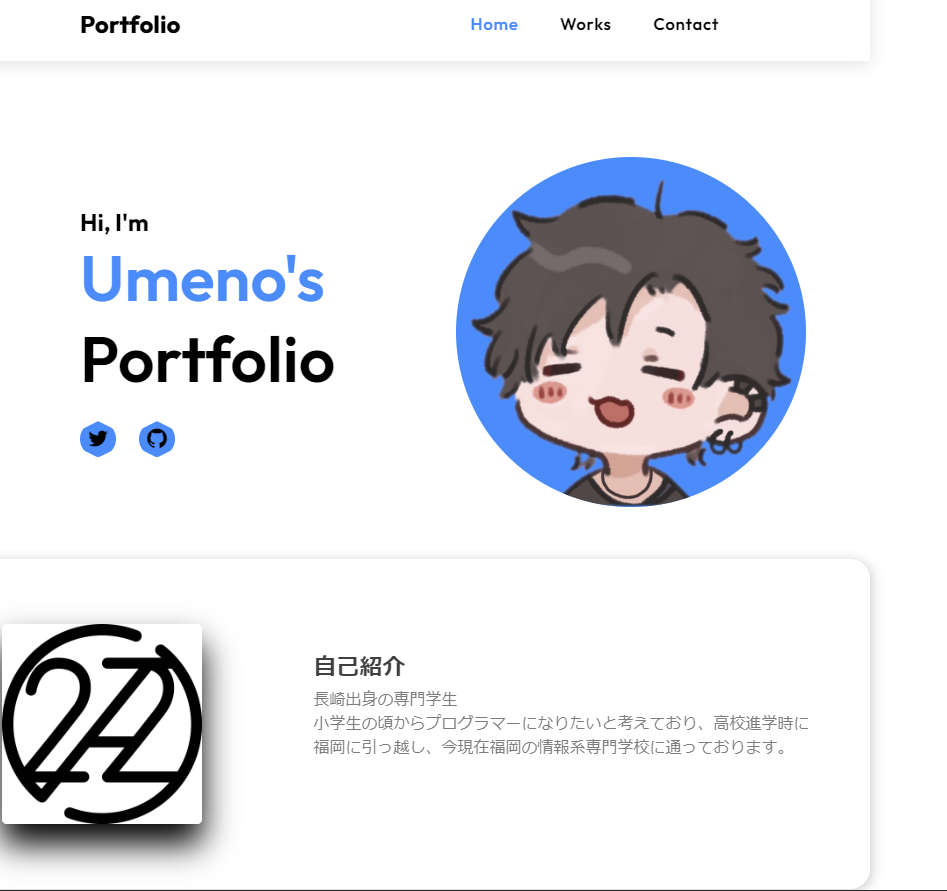 Portfolio
Home Works Contact
Hi, I'm
Umeno's
Portfolio
自己紹介
長崎出身の専門学生
小学生の頃からプログラマーになりたいと考えており、高校進学時に
福岡に引っ越し、今現在福岡の情報系専門学校に通っております。